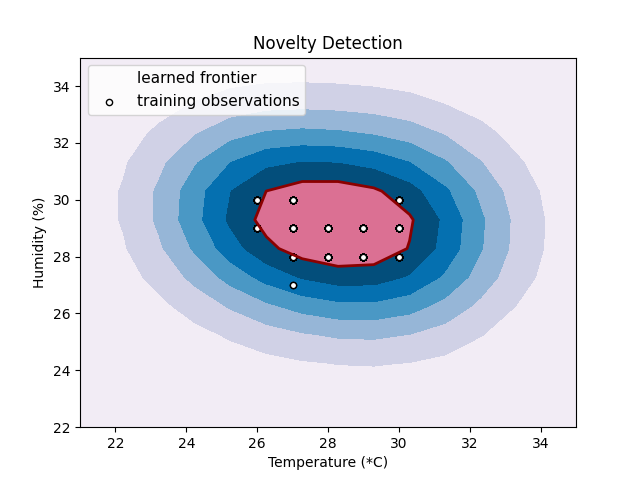 Novelty Detection
learned frontier
training observations
34
32
30
28
26
24
22
Humidity (%)
22 24 26 28 30 32 34
Temperature (*C)